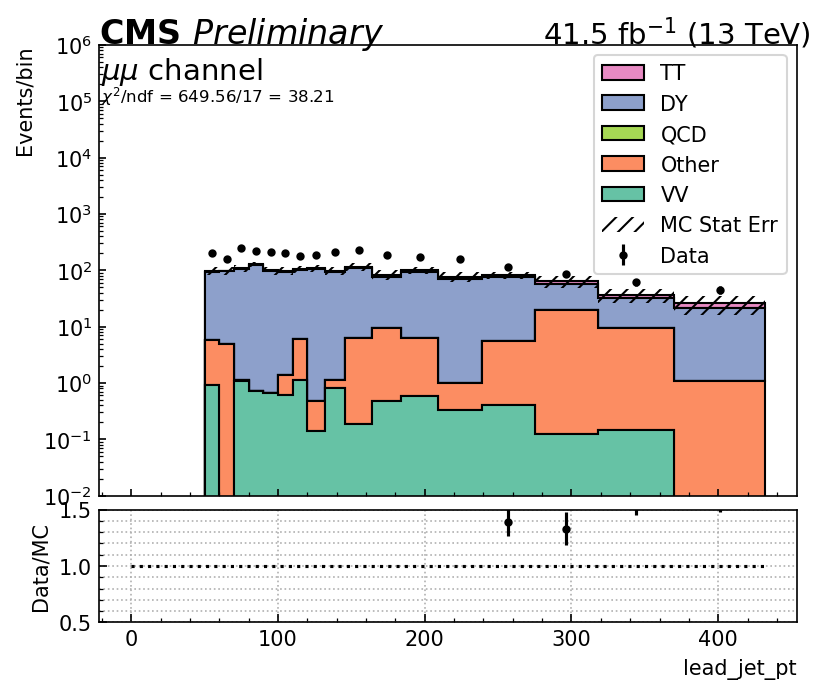 CMS Preliminary 41.5 fb⁻¹ (13 TeV)
μμ channel
χ²/ndf = 649.56/17 = 38.21
Events/bin
10⁶
10⁵
10⁴
10³
10²
10¹
10⁰
10⁻¹
10⁻²
TT
DY
QCD
Other
VV
MC Stat Err
Data
Data/MC
1.5
1.0
0.5
0 100 200 300 400
lead_jet_pt